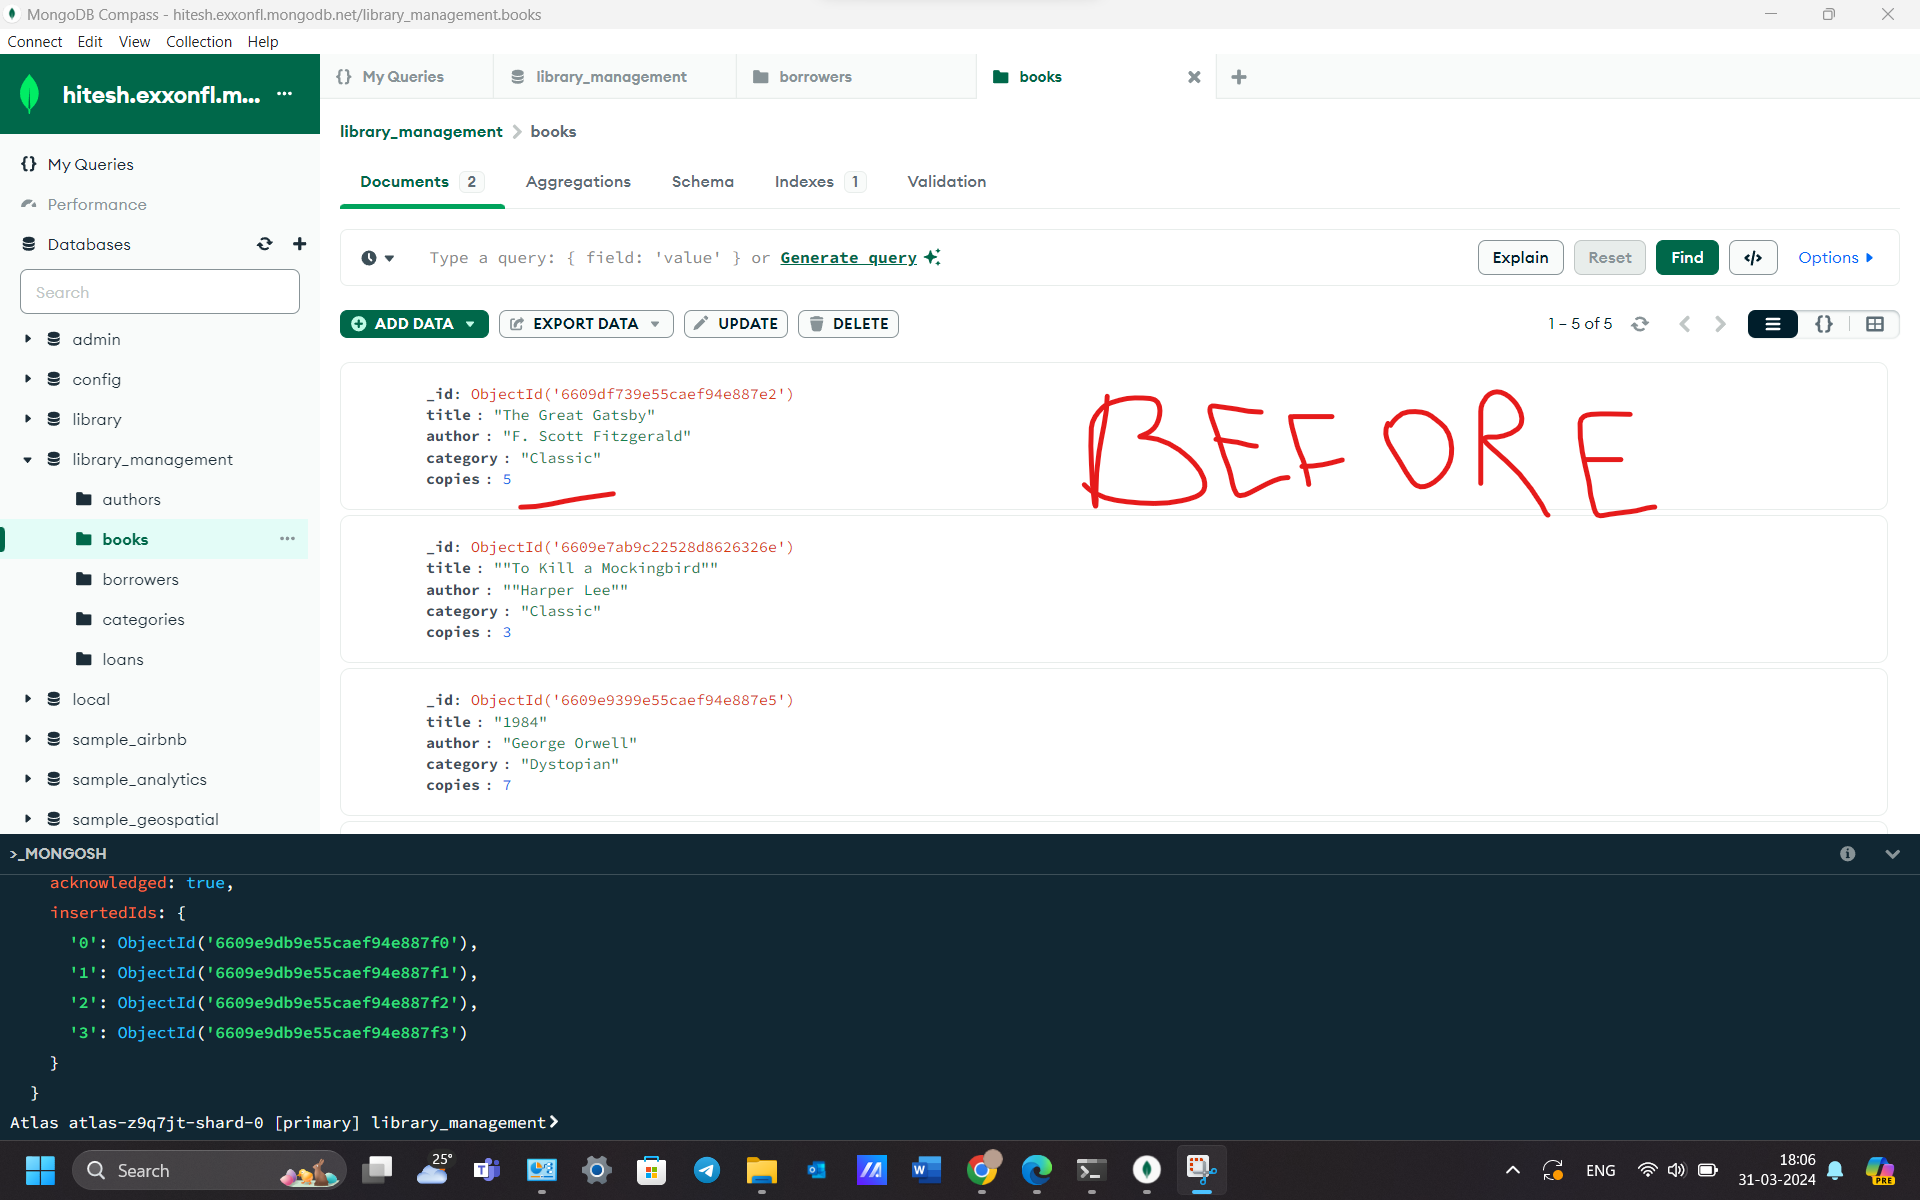 MongoDB Compass - hitesh.exxonfl.mongodb.net/library_management.books
Connect Edit View Collection Help
hitesh.exxonfl.m... ...
{} My Queries
library_management
borrowers
books
library_management > books
My Queries
Performance
Databases
Search
admin
config
library
library_management
authors
books ...
borrowers
categories
loans
local
sample_airbnb
sample_analytics
sample_geospatial
Documents 2 Aggregations Schema Indexes 1 Validation
Type a query: { field: 'value' } or Generate query
Explain Reset Find </> Options
ADD DATA EXPORT DATA UPDATE DELETE
1 – 5 of 5 {}
_id: ObjectId('6609df739e55caef94e887e2')
title : "The Great Gatsby"
author : "F. Scott Fitzgerald"
category : "Classic"
copies : 5
BEFORE
_id: ObjectId('6609e7ab9c22528d8626326e')
title : ""To Kill a Mockingbird""
author : ""Harper Lee""
category : "Classic"
copies : 3
_id: ObjectId('6609e9399e55caef94e887e5')
title : "1984"
author : "George Orwell"
category : "Dystopian"
copies : 7
>_MONGOSH
acknowledged: true,
insertedIds: {
'0': ObjectId('6609e9db9e55caef94e887f0'),
'1': ObjectId('6609e9db9e55caef94e887f1'),
'2': ObjectId('6609e9db9e55caef94e887f2'),
'3': ObjectId('6609e9db9e55caef94e887f3')
}
}
Atlas atlas-z9q7jt-shard-0 [primary] library_management>
Search
25°
ENG
18:06
31-03-2024
PRE